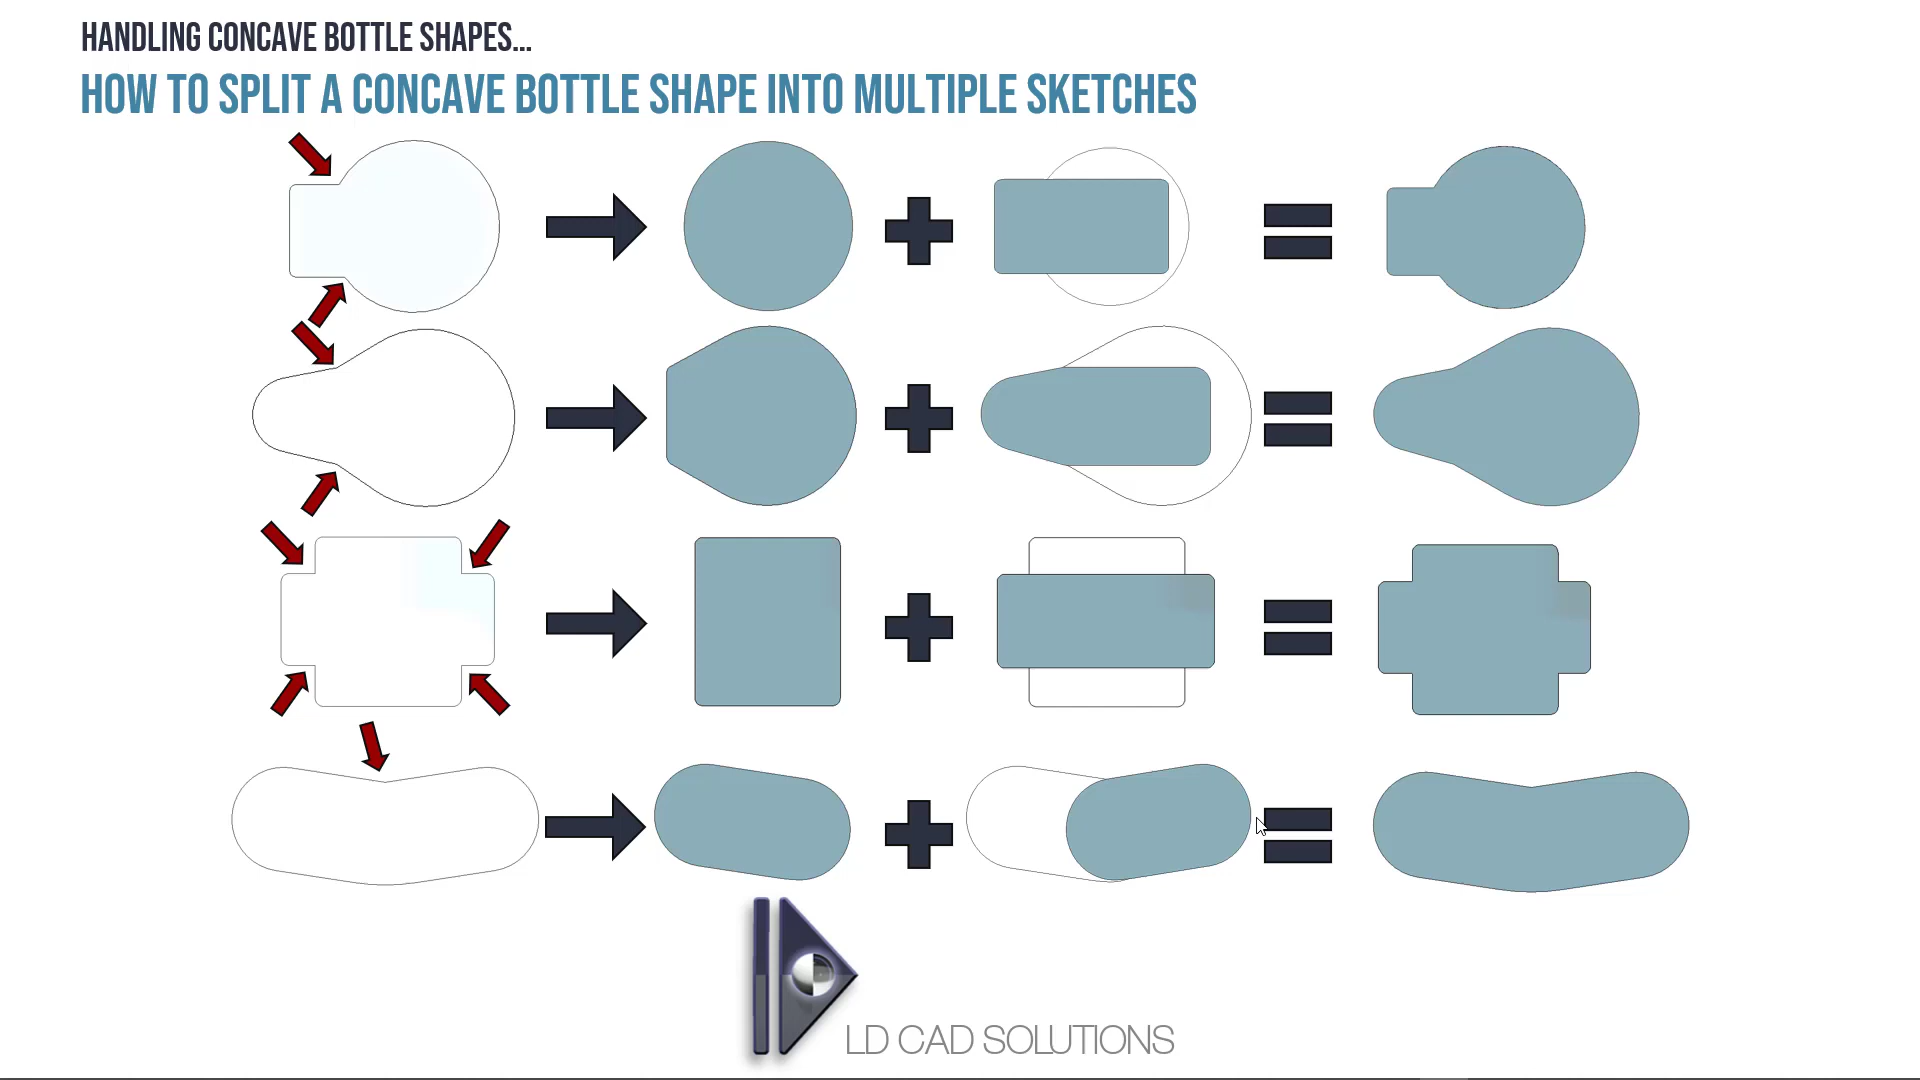 HANDLING CONCAVE BOTTLE SHAPES...
HOW TO SPLIT A CONCAVE BOTTLE SHAPE INTO MULTIPLE SKETCHES
LD CAD SOLUTIONS